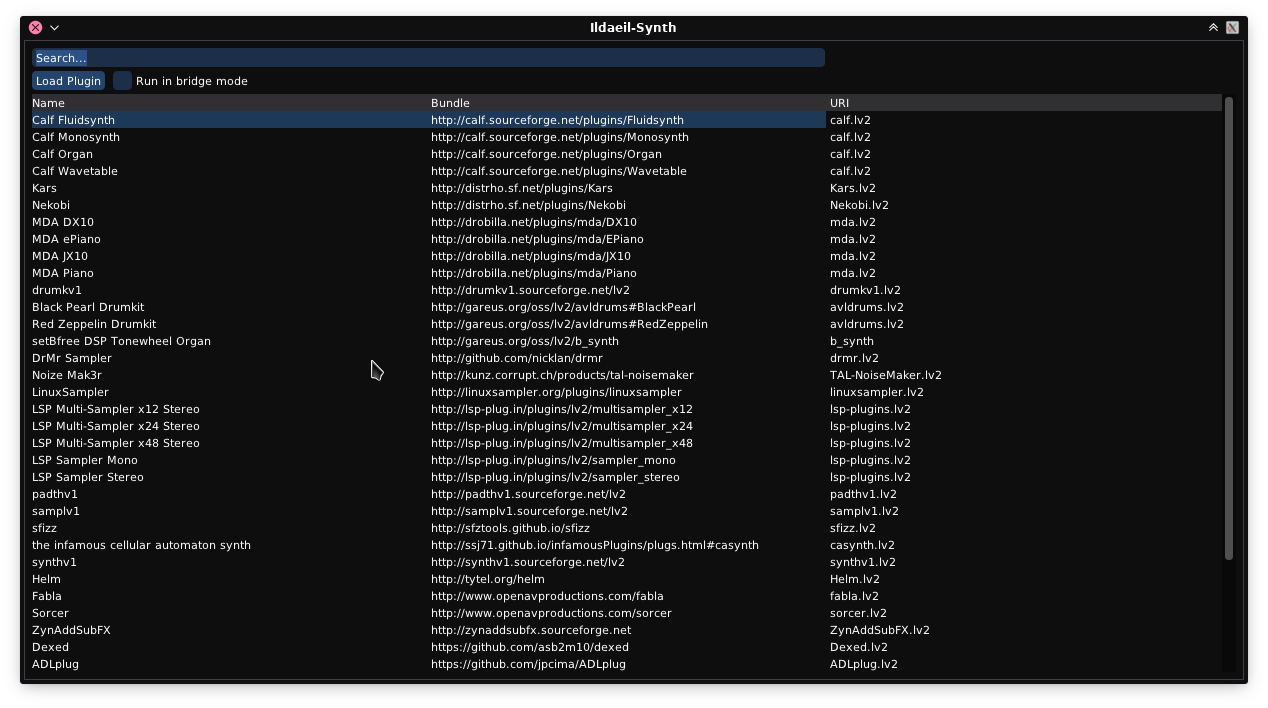 Ildaeil-Synth
Search...
Load Plugin Run in bridge mode
Name Bundle URI
Calf Fluidsynth http://calf.sourceforge.net/plugins/Fluidsynth calf.lv2
Calf Monosynth http://calf.sourceforge.net/plugins/Monosynth calf.lv2
Calf Organ http://calf.sourceforge.net/plugins/Organ calf.lv2
Calf Wavetable http://calf.sourceforge.net/plugins/Wavetable calf.lv2
Kars http://distrho.sf.net/plugins/Kars Kars.lv2
Nekobi http://distrho.sf.net/plugins/Nekobi Nekobi.lv2
MDA DX10 http://drobilla.net/plugins/mda/DX10 mda.lv2
MDA ePiano http://drobilla.net/plugins/mda/EPiano mda.lv2
MDA JX10 http://drobilla.net/plugins/mda/JX10 mda.lv2
MDA Piano http://drobilla.net/plugins/mda/Piano mda.lv2
drumkv1 http://drumkv1.sourceforge.net/lv2 drumkv1.lv2
Black Pearl Drumkit http://gareus.org/oss/lv2/avldrums#BlackPearl avldrums.lv2
Red Zeppelin Drumkit http://gareus.org/oss/lv2/avldrums#RedZeppelin avldrums.lv2
setBfree DSP Tonewheel Organ http://gareus.org/oss/lv2/b_synth b_synth
DrMr Sampler http://github.com/nicklan/drmr drmr.lv2
Noize Mak3r http://kunz.corrupt.ch/products/tal-noisemaker TAL-NoiseMaker.lv2
LinuxSampler http://linuxsampler.org/plugins/linuxsampler linuxsampler.lv2
LSP Multi-Sampler x12 Stereo http://lsp-plug.in/plugins/lv2/multisampler_x12 lsp-plugins.lv2
LSP Multi-Sampler x24 Stereo http://lsp-plug.in/plugins/lv2/multisampler_x24 lsp-plugins.lv2
LSP Multi-Sampler x48 Stereo http://lsp-plug.in/plugins/lv2/multisampler_x48 lsp-plugins.lv2
LSP Sampler Mono http://lsp-plug.in/plugins/lv2/sampler_mono lsp-plugins.lv2
LSP Sampler Stereo http://lsp-plug.in/plugins/lv2/sampler_stereo lsp-plugins.lv2
padthv1 http://padthv1.sourceforge.net/lv2 padthv1.lv2
samplv1 http://samplv1.sourceforge.net/lv2 samplv1.lv2
sfizz http://sfztools.github.io/sfizz sfizz.lv2
the infamous cellular automaton synth http://ssj71.github.io/infamousPlugins/plugs.html#casynth casynth.lv2
synthv1 http://synthv1.sourceforge.net/lv2 synthv1.lv2
Helm http://tytel.org/helm Helm.lv2
Fabla http://www.openavproductions.com/fabla fabla.lv2
Sorcer http://www.openavproductions.com/sorcer sorcer.lv2
ZynAddSubFX http://zynaddsubfx.sourceforge.net ZynAddSubFX.lv2
Dexed https://github.com/asb2m10/dexed Dexed.lv2
ADLplug https://github.com/jpcima/ADLplug ADLplug.lv2